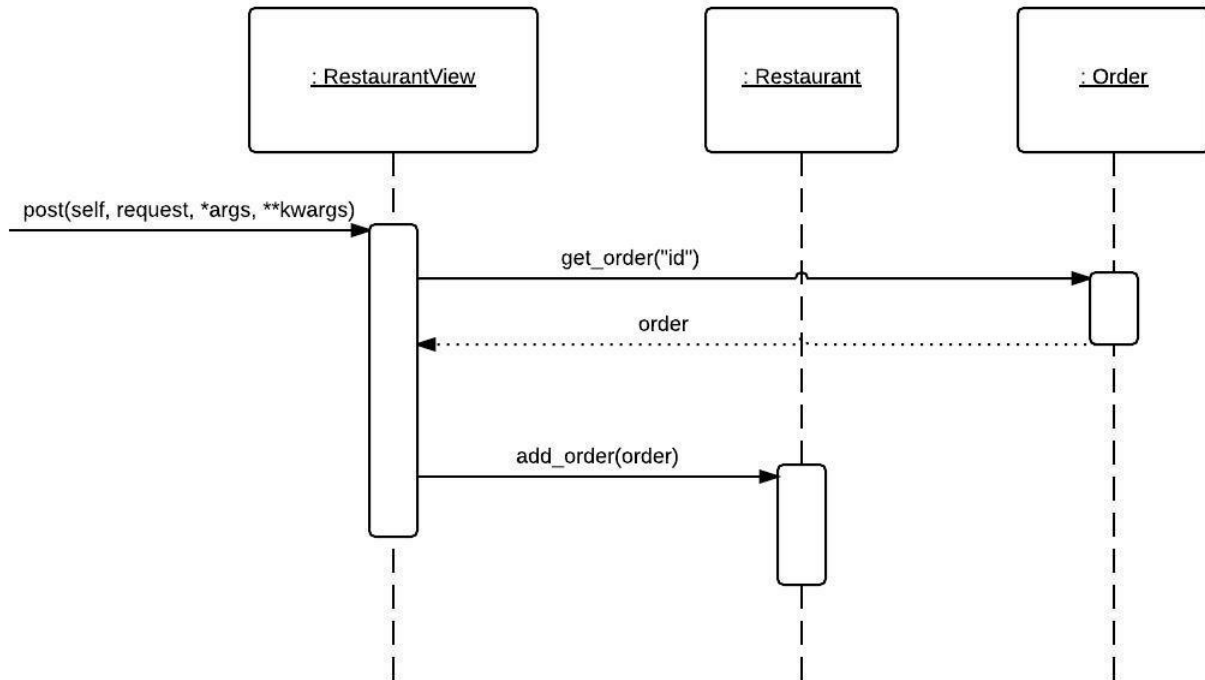 : RestaurantView
: Restaurant
: Order
post(self, request, *args, **kwargs)
get_order("id")
order
add_order(order)